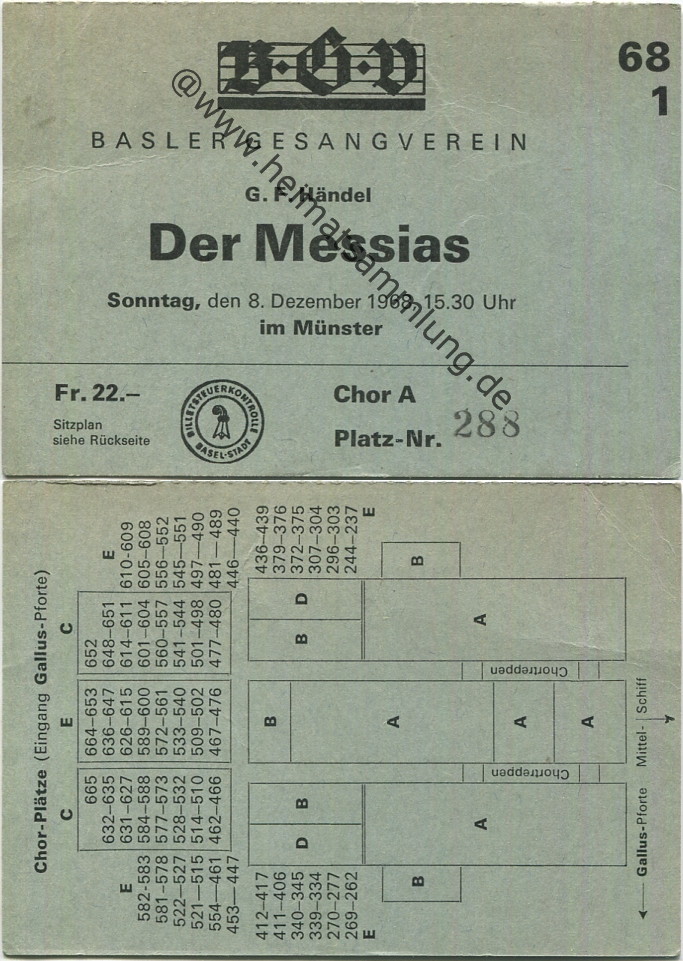 B·G·V
68
1
BASLER GESANGVEREIN
G. F. Händel
Der Messias
Sonntag, den 8. Dezember 1968, 15.30 Uhr
im Münster
Fr. 22.–
Sitzplan
siehe Rückseite
BILLETSTEUERKONTROLLE
BASEL-STADT
Chor A
Platz-Nr. 288
@www.heimatsammlung.de
Chor-Plätze (Eingang Gallus-Pforte)
C
E
C
E
610-609
605–608
556–552
545–551
497–490
481–489
446–440
652
648–651
614–611
601–604
560–557
541–544
501–498
477–480
664–653
636–647
626–615
589–600
572–561
533–540
509–502
467–476
665
632–635
631–627
584–588
577–573
528–532
514–510
462–466
E
582-583
581–578
522–527
521–515
554–461
453–447
436–439
379–376
372–375
307–304
296–303
244–237
E
412–417
411–406
340–345
339–334
270–277
269–262
E
B
D
B
A
Chortreppen
B
A
A
A
Chortreppen
B
D
A
B
Mittel-Schiff
Gallus-Pforte